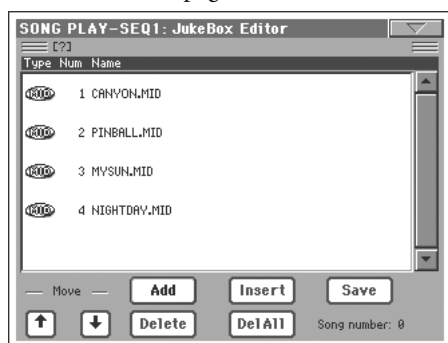 SONG PLAY-SEQ1: JukeBox Editor
[?]
Type Num Name
1 CANYON.MID
2 PINBALL.MID
3 MYSUN.MID
4 NIGHTDAY.MID
Move Add Insert Save
Delete DelAll Song number: 0